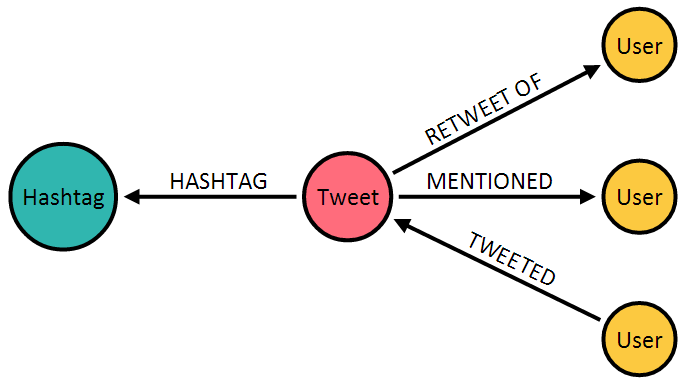 User
RETWEET OF
Hashtag
HASHTAG
Tweet
MENTIONED
User
TWEETED
User